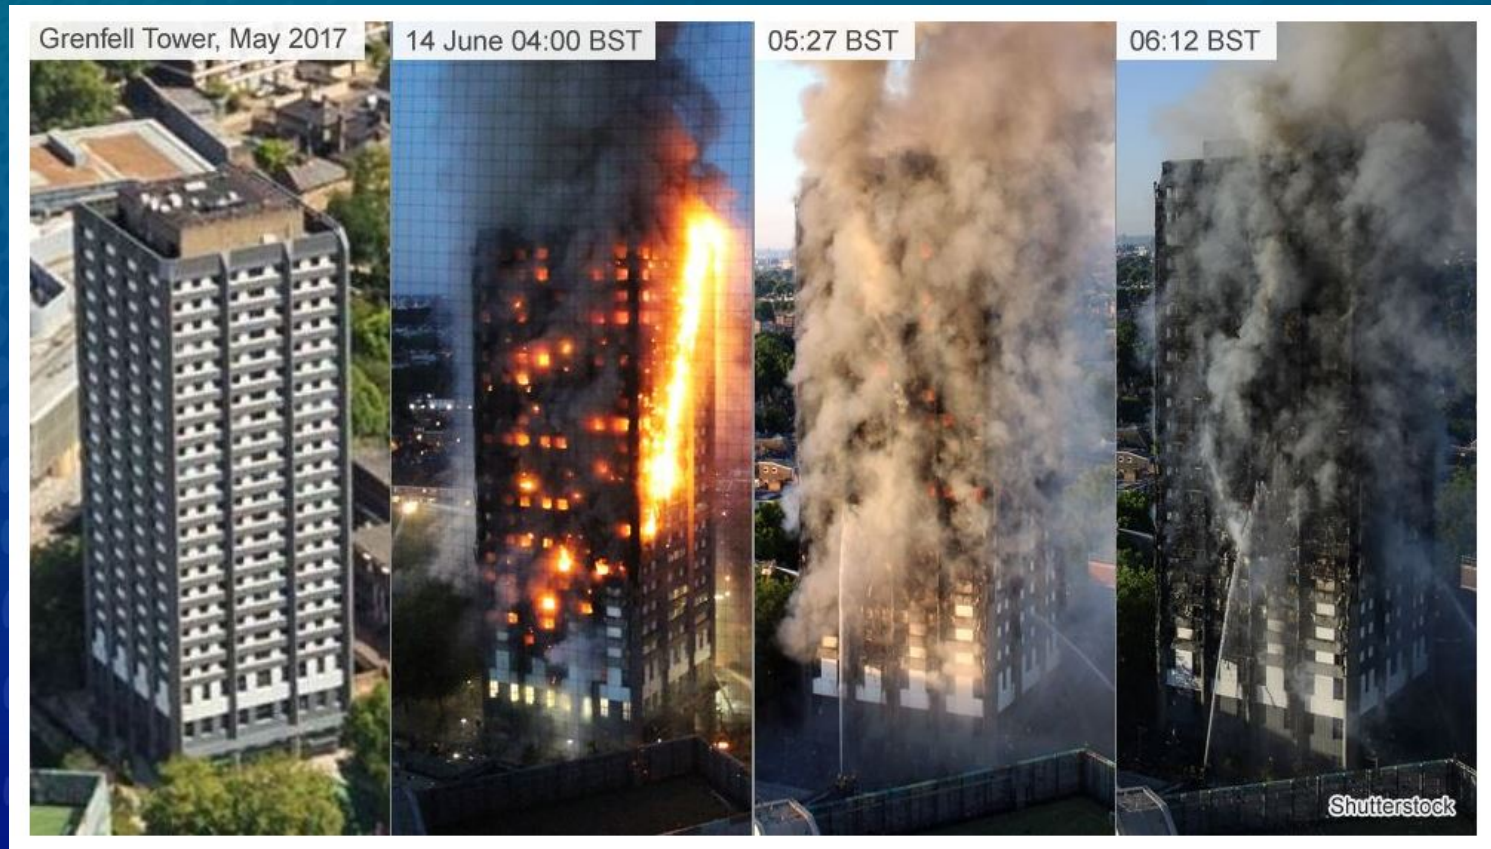 Grenfell Tower, May 2017
14 June 04:00 BST
05:27 BST
06:12 BST
Shutterstock